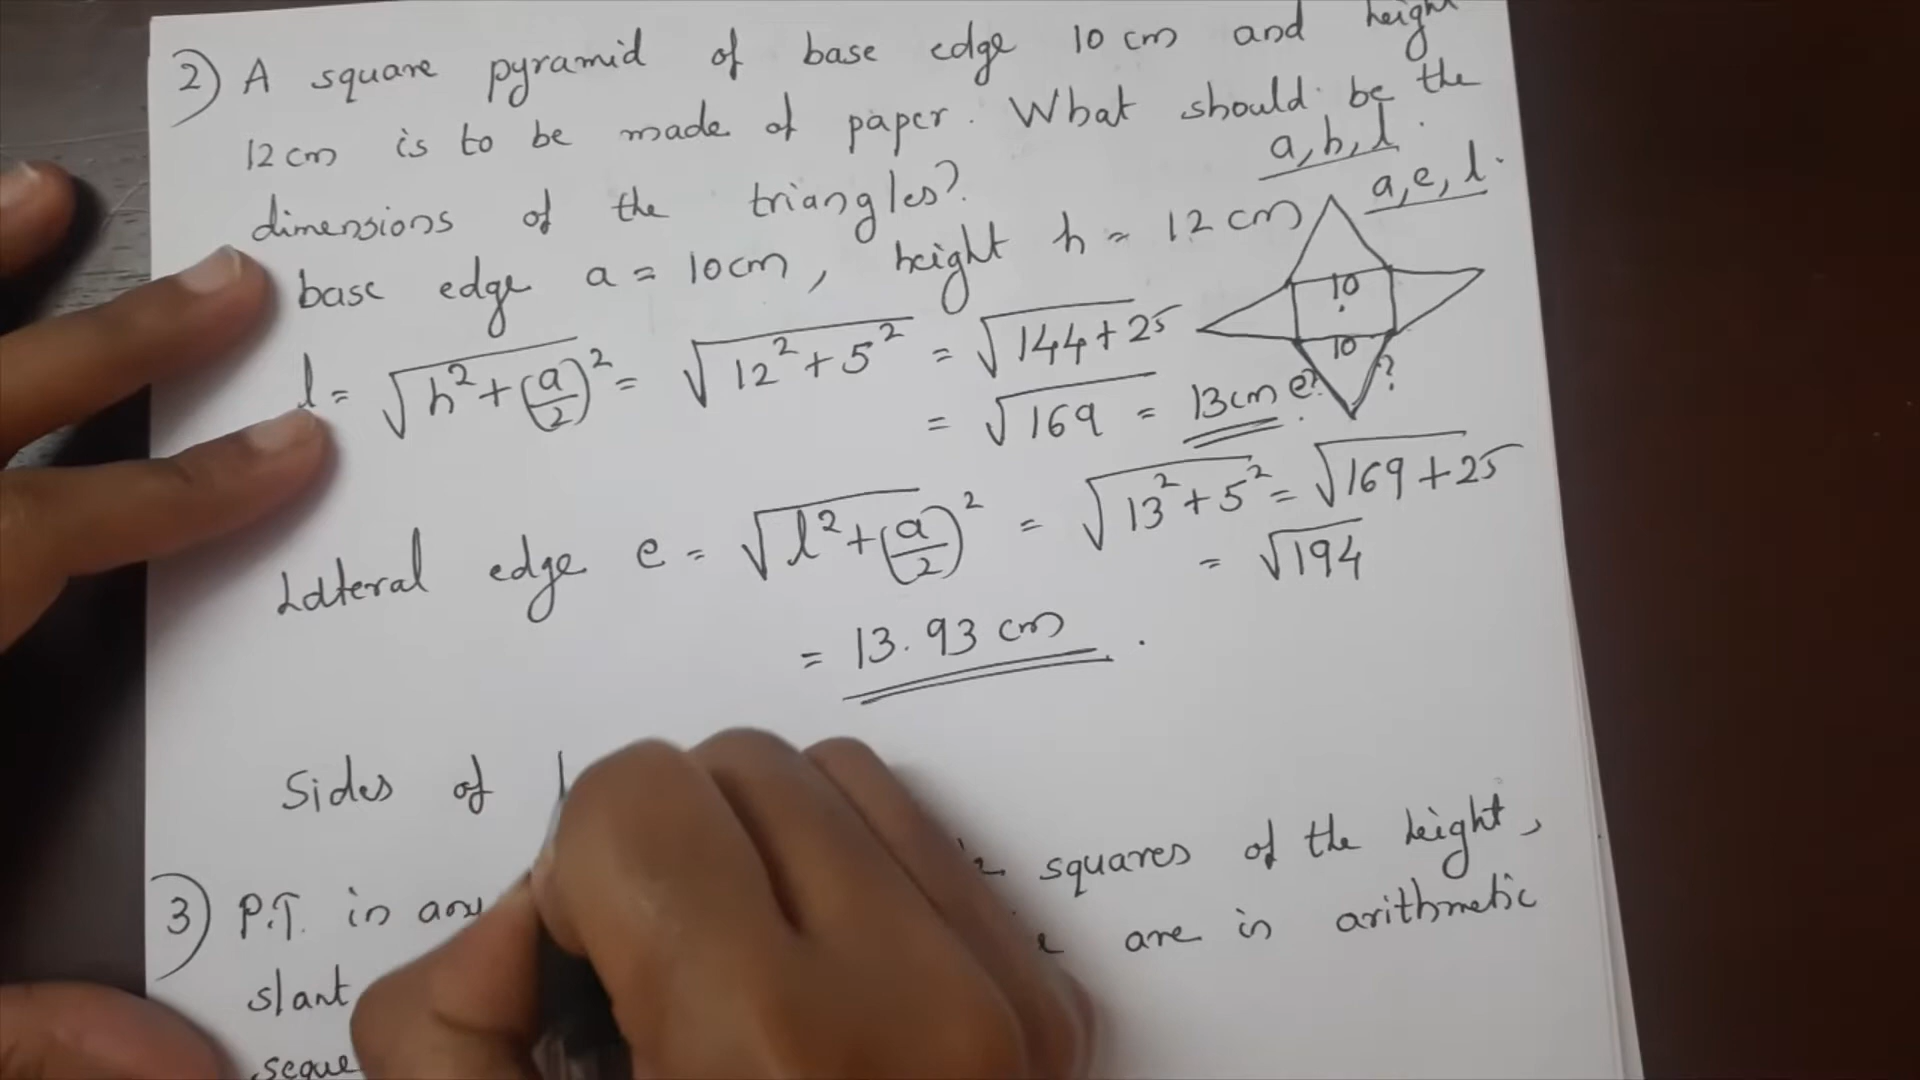 2) A square pyramid of base edge 10 cm and height
12 cm is to be made of paper. What should be the
dimensions of the triangles?
a, h, l.
a, e, l.
base edge a = 10cm, height h = 12 cm
l = √(h² + (a/2)²) = √(12² + 5²) = √(144+25)
= √169 = 13cm
10
10
e?
?
Lateral edge e = √(l² + (a/2)²) = √(13² + 5²) = √(169+25)
= √194
= 13.93 cm
Sides of
3) P.T. in any squares of the height,
slant are in arithmetic
seque